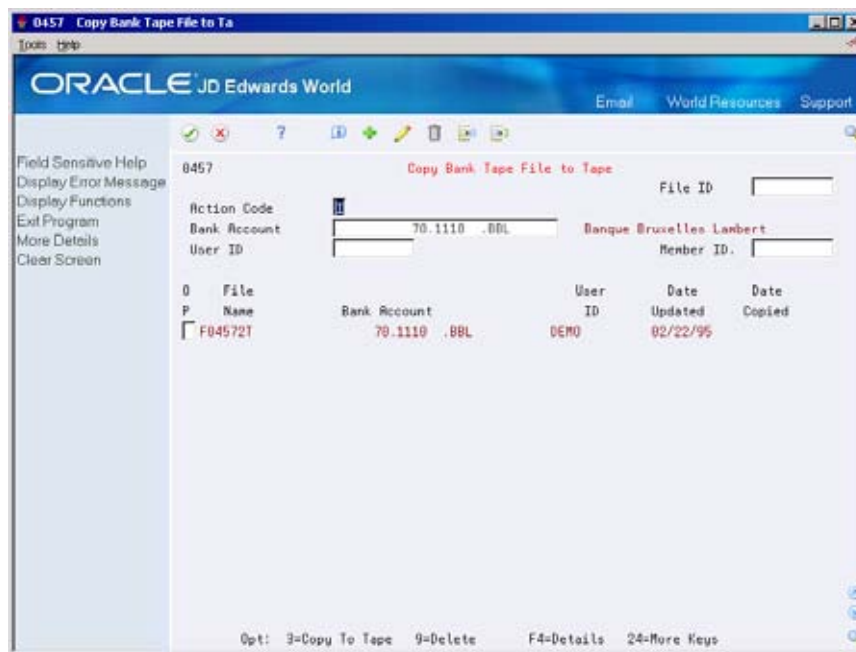 0457 Copy Bank Tape File to Ta
Tools Help
ORACLE JD Edwards World
Email World Resources Support
Field Sensitive Help
Display Error Message
Display Functions
Exit Program
More Details
Clear Screen
0457 Copy Bank Tape File to Tape
File ID
Action Code I
Bank Account 70.1110 .BBL Banque Bruxelles Lambert
User ID Member ID.
O File User Date Date
P Name Bank Account ID Updated Copied
F04572T 70.1110 .BBL DEMO 02/22/95
Opt: 3=Copy To Tape 9=Delete F4=Details 24=More Keys